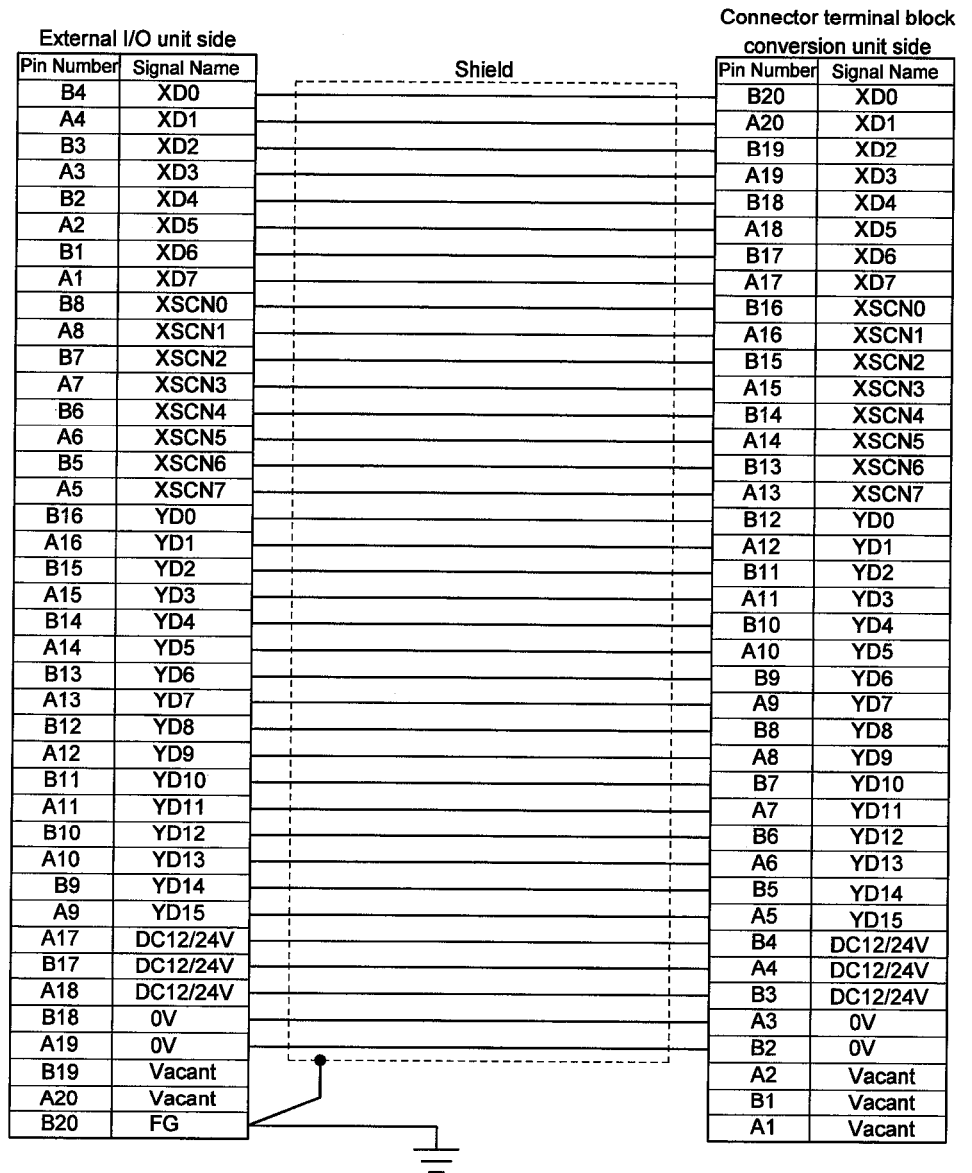 Connector terminal block
External I/O unit side conversion unit side
Pin Number Signal Name Shield Pin Number Signal Name
B4 XD0 B20 XD0
A4 XD1 A20 XD1
B3 XD2 B19 XD2
A3 XD3 A19 XD3
B2 XD4 B18 XD4
A2 XD5 A18 XD5
B1 XD6 B17 XD6
A1 XD7 A17 XD7
B8 XSCN0 B16 XSCN0
A8 XSCN1 A16 XSCN1
B7 XSCN2 B15 XSCN2
A7 XSCN3 A15 XSCN3
B6 XSCN4 B14 XSCN4
A6 XSCN5 A14 XSCN5
B5 XSCN6 B13 XSCN6
A5 XSCN7 A13 XSCN7
B16 YD0 B12 YD0
A16 YD1 A12 YD1
B15 YD2 B11 YD2
A15 YD3 A11 YD3
B14 YD4 B10 YD4
A14 YD5 A10 YD5
B13 YD6 B9 YD6
A13 YD7 A9 YD7
B12 YD8 B8 YD8
A12 YD9 A8 YD9
B11 YD10 B7 YD10
A11 YD11 A7 YD11
B10 YD12 B6 YD12
A10 YD13 A6 YD13
B9 YD14 B5 YD14
A9 YD15 A5 YD15
A17 DC12/24V B4 DC12/24V
B17 DC12/24V A4 DC12/24V
A18 DC12/24V B3 DC12/24V
B18 0V A3 0V
A19 0V B2 0V
B19 Vacant A2 Vacant
A20 Vacant B1 Vacant
B20 FG A1 Vacant